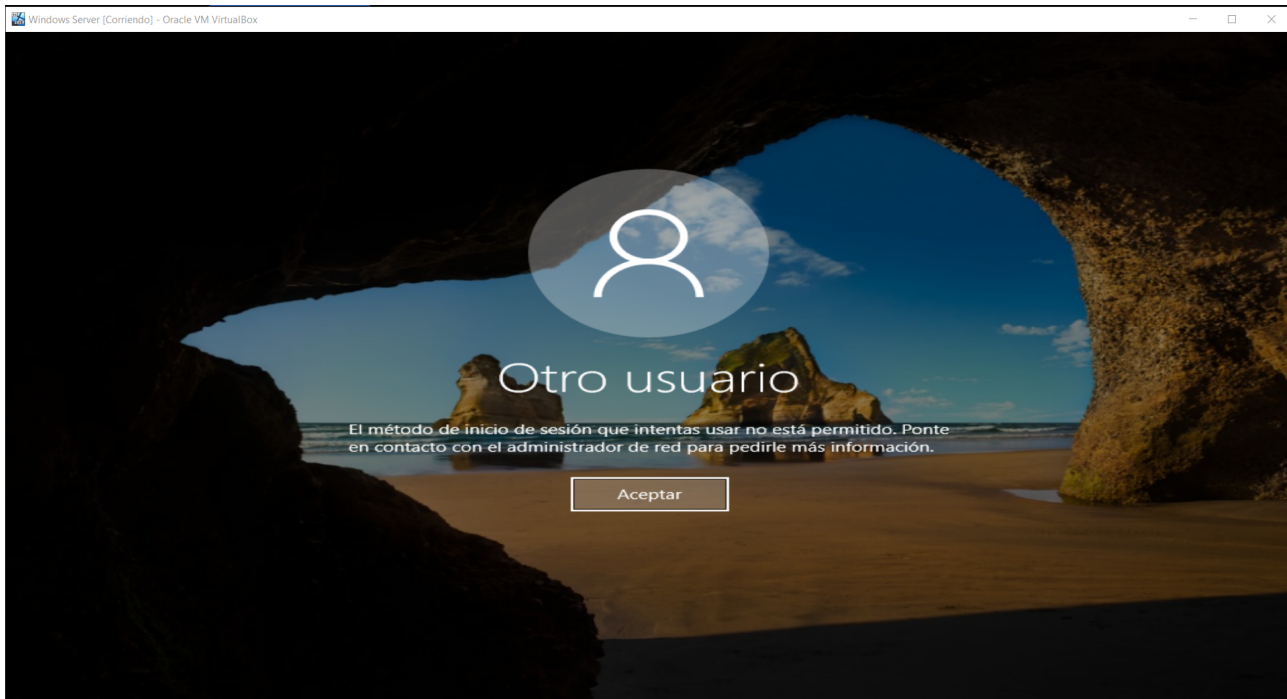 Windows Server [Corriendo] - Oracle VM VirtualBox
Otro usuario
El método de inicio de sesión que intentas usar no está permitido. Ponte
en contacto con el administrador de red para pedirle más información.
Aceptar